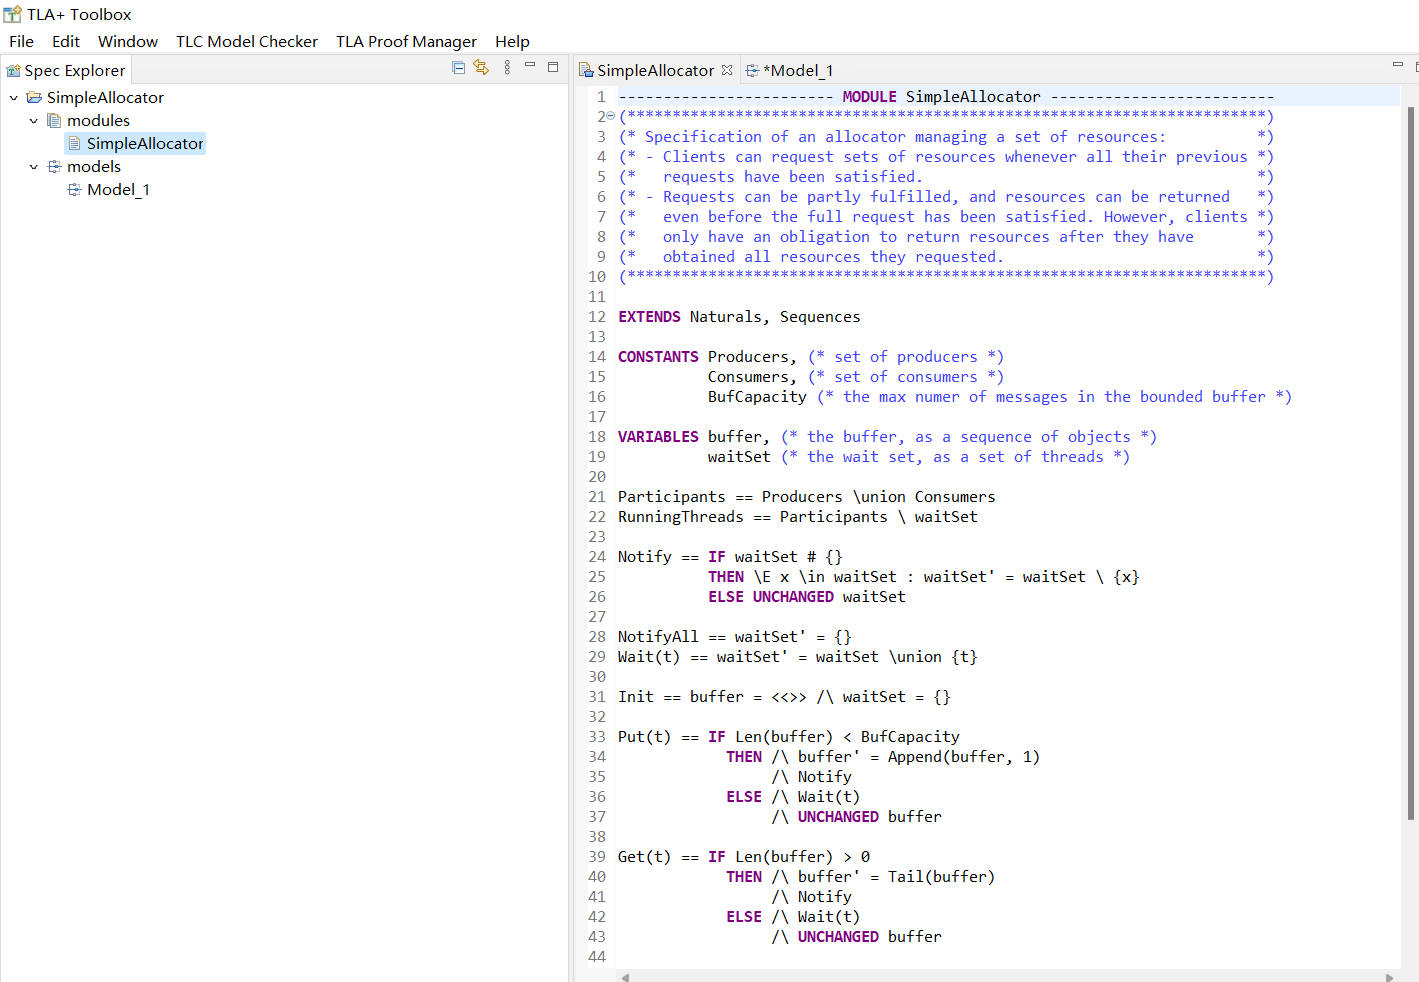 TLA+ Toolbox
File Edit Window TLC Model Checker TLA Proof Manager Help
Spec Explorer
SimpleAllocator
modules
SimpleAllocator
models
Model_1
SimpleAllocator *Model_1
1 ------------------------ MODULE SimpleAllocator -------------------------
2 (***********************************************************************)
3 (* Specification of an allocator managing a set of resources:          *)
4 (* - Clients can request sets of resources whenever all their previous *)
5 (*   requests have been satisfied.                                     *)
6 (* - Requests can be partly fulfilled, and resources can be returned   *)
7 (*   even before the full request has been satisfied. However, clients *)
8 (*   only have an obligation to return resources after they have       *)
9 (*   obtained all resources they requested.                            *)
10 (***********************************************************************)
11
12 EXTENDS Naturals, Sequences
13
14 CONSTANTS Producers, (* set of producers *)
15           Consumers, (* set of consumers *)
16           BufCapacity (* the max numer of messages in the bounded buffer *)
17
18 VARIABLES buffer, (* the buffer, as a sequence of objects *)
19           waitSet (* the wait set, as a set of threads *)
20
21 Participants == Producers \union Consumers
22 RunningThreads == Participants \ waitSet
23
24 Notify == IF waitSet # {}
25           THEN \E x \in waitSet : waitSet' = waitSet \ {x}
26           ELSE UNCHANGED waitSet
27
28 NotifyAll == waitSet' = {}
29 Wait(t) == waitSet' = waitSet \union {t}
30
31 Init == buffer = <<>> /\ waitSet = {}
32
33 Put(t) == IF Len(buffer) < BufCapacity
34             THEN /\ buffer' = Append(buffer, 1)
35                  /\ Notify
36             ELSE /\ Wait(t)
37                  /\ UNCHANGED buffer
38
39 Get(t) == IF Len(buffer) > 0
40             THEN /\ buffer' = Tail(buffer)
41                  /\ Notify
42             ELSE /\ Wait(t)
43                  /\ UNCHANGED buffer
44